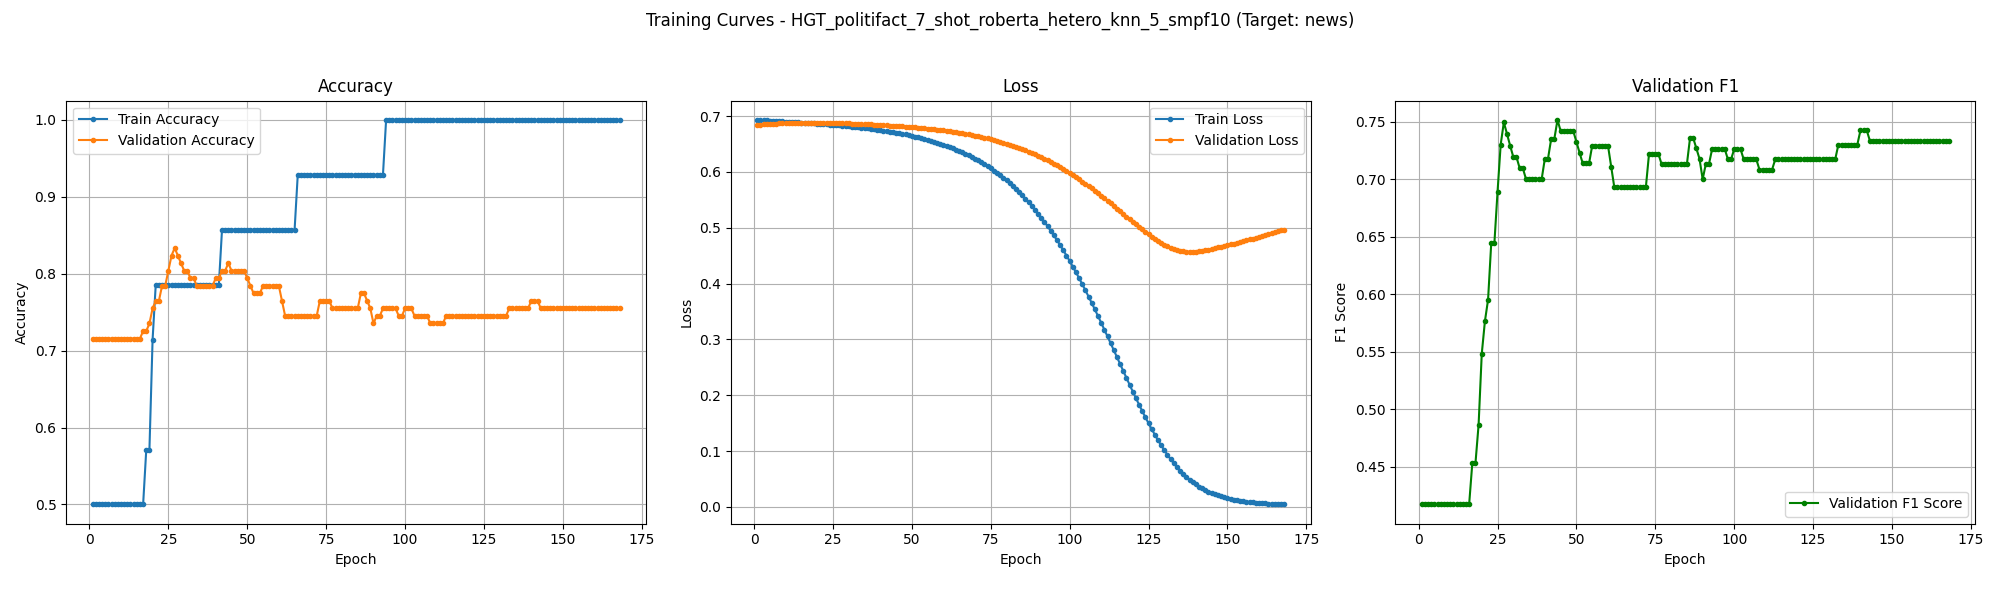 Training Curves - HGT_politifact_7_shot_roberta_hetero_knn_5_smpf10 (Target: news)
Accuracy
Train Accuracy
Validation Accuracy
1.0
0.9
0.8
0.7
0.6
0.5
Accuracy
0 25 50 75 100 125 150 175
Epoch
Loss
Train Loss
Validation Loss
0.7
0.6
0.5
0.4
0.3
0.2
0.1
0.0
Loss
0 25 50 75 100 125 150 175
Epoch
Validation F1
0.75
0.70
0.65
0.60
0.55
0.50
0.45
F1 Score
Validation F1 Score
0 25 50 75 100 125 150 175
Epoch